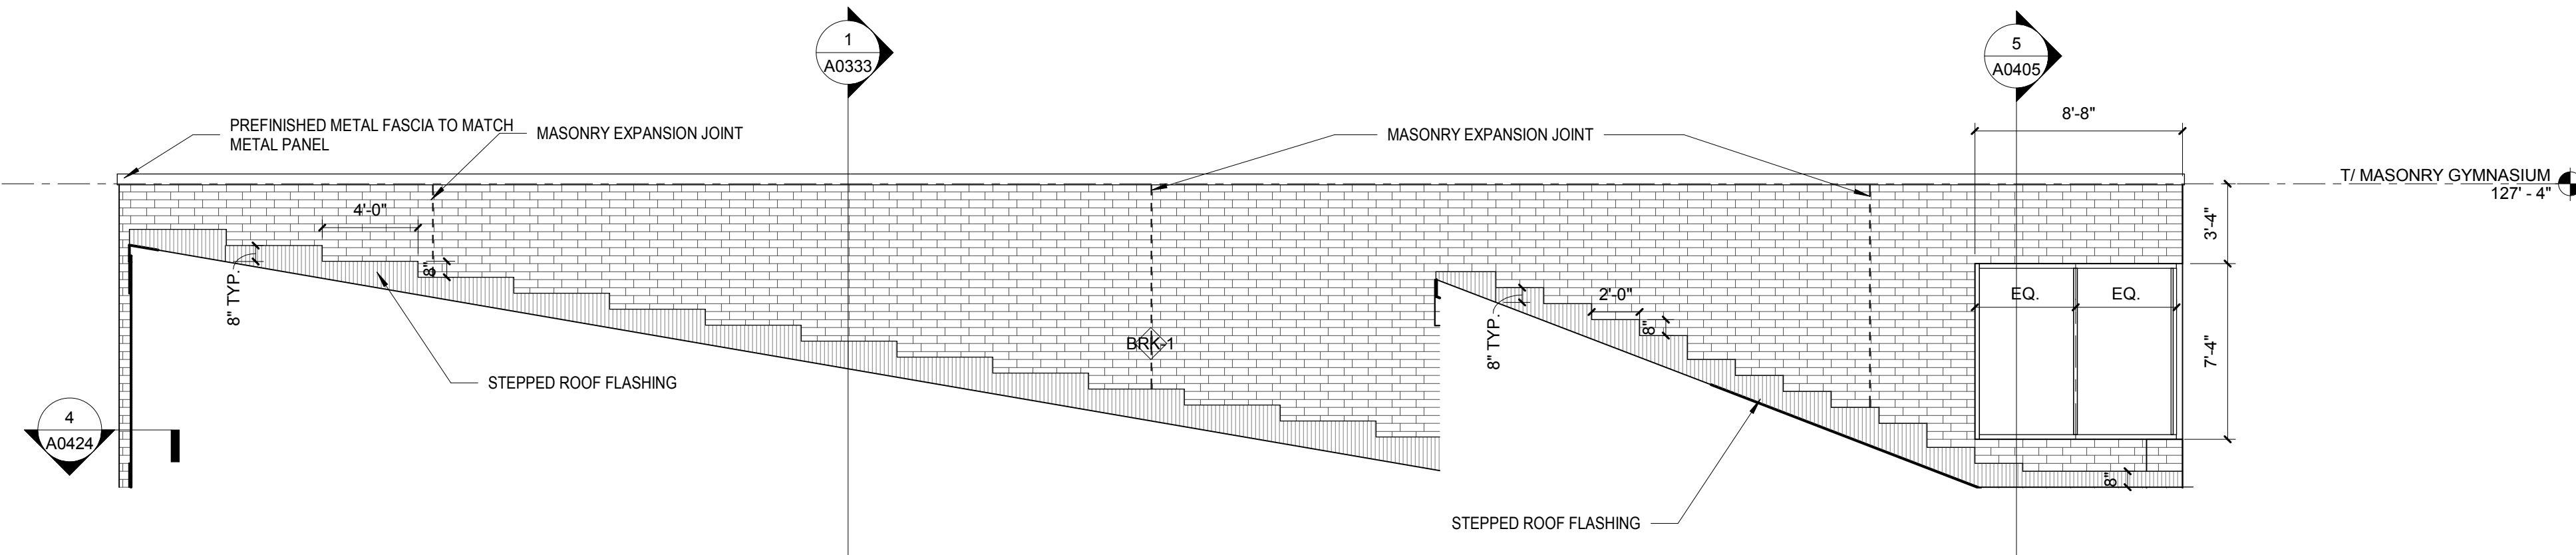 1
A0333
5
A0405
8'-8"
PREFINISHED METAL FASCIA TO MATCH
METAL PANEL
MASONRY EXPANSION JOINT
MASONRY EXPANSION JOINT
T/ MASONRY GYMNASIUM
127' - 4"
4'-0"
3'-4"
8"
8" TYP.
2'-0"
EQ.
EQ.
8"
8" TYP.
BRK-1
7'-4"
STEPPED ROOF FLASHING
4
A0424
8"
STEPPED ROOF FLASHING